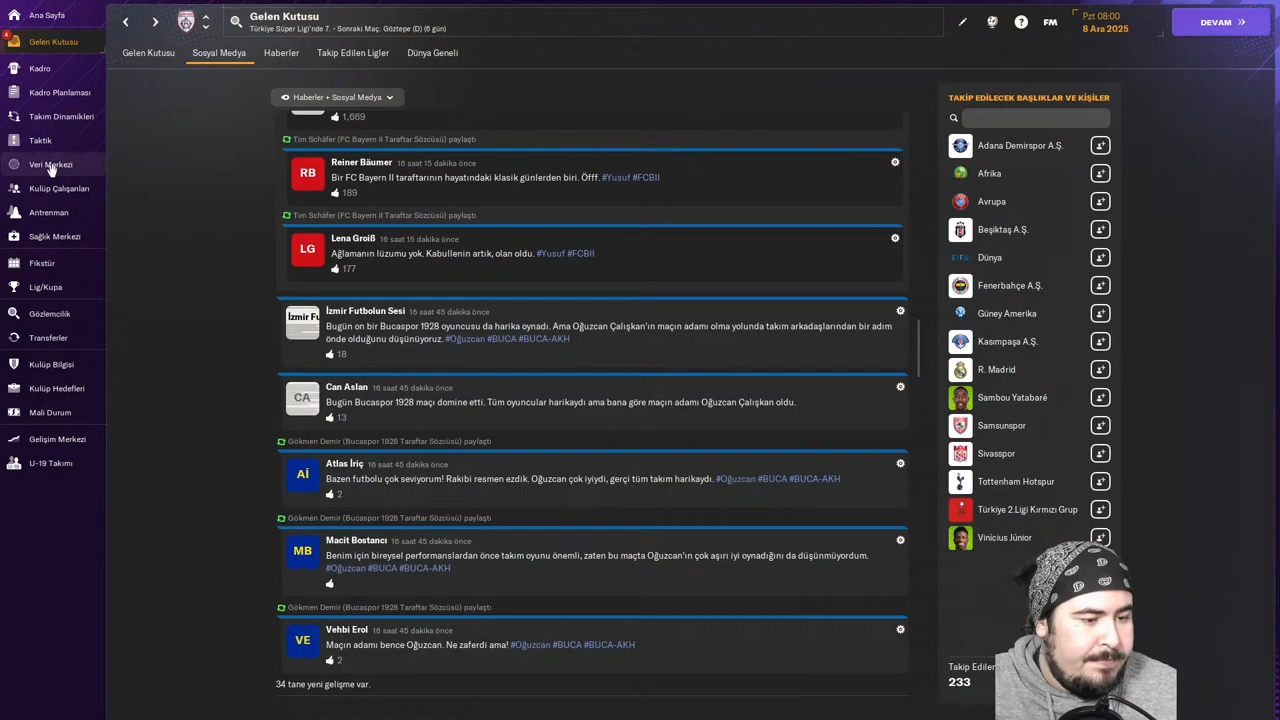 Ana Sayfa
4
Gelen Kutusu
Kadro
Kadro Planlaması
Takım Dinamikleri
Taktik
Veri Merkezi
Kulüp Çalışanları
Antrenman
Sağlık Merkezi
Fikstür
Lig/Kupa
Gözlemcilik
Transferler
Kulüp Bilgisi
Kulüp Hedefleri
Mali Durum
Gelişim Merkezi
U-19 Takımı
Gelen Kutusu
Türkiye Süper Ligi'nde 7. - Sonraki Maç: Göztepe (D) (6 gün)
FM
Pzt 08:00
8 Ara 2025
DEVAM
Gelen Kutusu Sosyal Medya Haberler Takip Edilen Ligler Dünya Geneli
Haberler + Sosyal Medya
1,669
Tim Schäfer (FC Bayern II Taraftar Sözcüsü) paylaştı
RB
Reiner Bäumer 16 saat 15 dakika önce
Bir FC Bayern II taraftarının hayatındaki klasik günlerden biri. Öfff. #Yusuf #FCBII
189
Tim Schäfer (FC Bayern II Taraftar Sözcüsü) paylaştı
LG
Lena Groiß 16 saat 15 dakika önce
Ağlamanın lüzumu yok. Kabullenin artık, olan oldu. #Yusuf #FCBII
177
İzmir Fu
İzmir Futbolun Sesi 16 saat 45 dakika önce
Bugün on bir Bucaspor 1928 oyuncusu da harika oynadı. Ama Oğuzcan Çalışkan'ın maçın adamı olma yolunda takım arkadaşlarından bir adım
önde olduğunu düşünüyoruz. #Oğuzcan #BUCA #BUCA-AKH
18
CA
Can Aslan 16 saat 45 dakika önce
Bugün Bucaspor 1928 maçı domine etti. Tüm oyuncular harikaydı ama bana göre maçın adamı Oğuzcan Çalışkan oldu.
13
Gökmen Demir (Bucaspor 1928 Taraftar Sözcüsü) paylaştı
Aİ
Atlas İriç 16 saat 45 dakika önce
Bazen futbolu çok seviyorum! Rakibi resmen ezdik. Oğuzcan çok iyiydi, gerçi tüm takım harikaydı. #Oğuzcan #BUCA #BUCA-AKH
2
Gökmen Demir (Bucaspor 1928 Taraftar Sözcüsü) paylaştı
MB
Macit Bostancı 16 saat 45 dakika önce
Benim için bireysel performanslardan önce takım oyunu önemli, zaten bu maçta Oğuzcan'ın çok aşırı iyi oynadığını da düşünmüyordum.
#Oğuzcan #BUCA #BUCA-AKH
Gökmen Demir (Bucaspor 1928 Taraftar Sözcüsü) paylaştı
VE
Vehbi Erol 16 saat 45 dakika önce
Maçın adamı bence Oğuzcan. Ne zaferdi ama! #Oğuzcan #BUCA #BUCA-AKH
2
34 tane yeni gelişme var.
TAKİP EDİLECEK BAŞLIKLAR VE KİŞİLER
Adana Demirspor A.Ş.
Afrika
Avrupa
Beşiktaş A.Ş.
FIFA
Dünya
Fenerbahçe A.Ş.
Güney Amerika
Kasımpaşa A.Ş.
R. Madrid
Sambou Yatabaré
Samsunspor
Sivasspor
Tottenham Hotspur
Türkiye 2.Ligi Kırmızı Grup
Vinícius Júnior
Takip Edilen
233